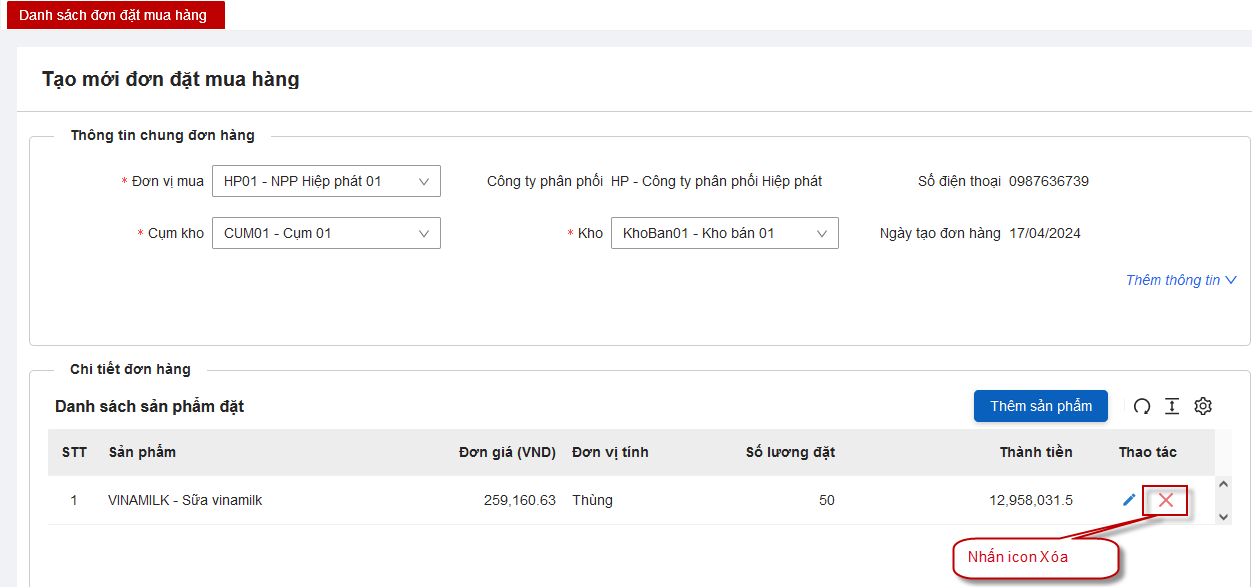 Danh sách đơn đặt mua hàng
Tạo mới đơn đặt mua hàng
Thông tin chung đơn hàng
* Đơn vị mua HP01 - NPP Hiệp phát 01 Công ty phân phối HP - Công ty phân phối Hiệp phát Số điện thoại 0987636739
* Cụm kho CUM01 - Cụm 01 * Kho KhoBan01 - Kho bán 01 Ngày tạo đơn hàng 17/04/2024
Thêm thông tin
Chi tiết đơn hàng
Danh sách sản phẩm đặt Thêm sản phẩm
STT Sản phẩm Đơn giá (VND) Đơn vị tính Số lương đặt Thành tiền Thao tác
1 VINAMILK - Sữa vinamilk 259,160.63 Thùng 50 12,958,031.5
Nhấn icon Xóa